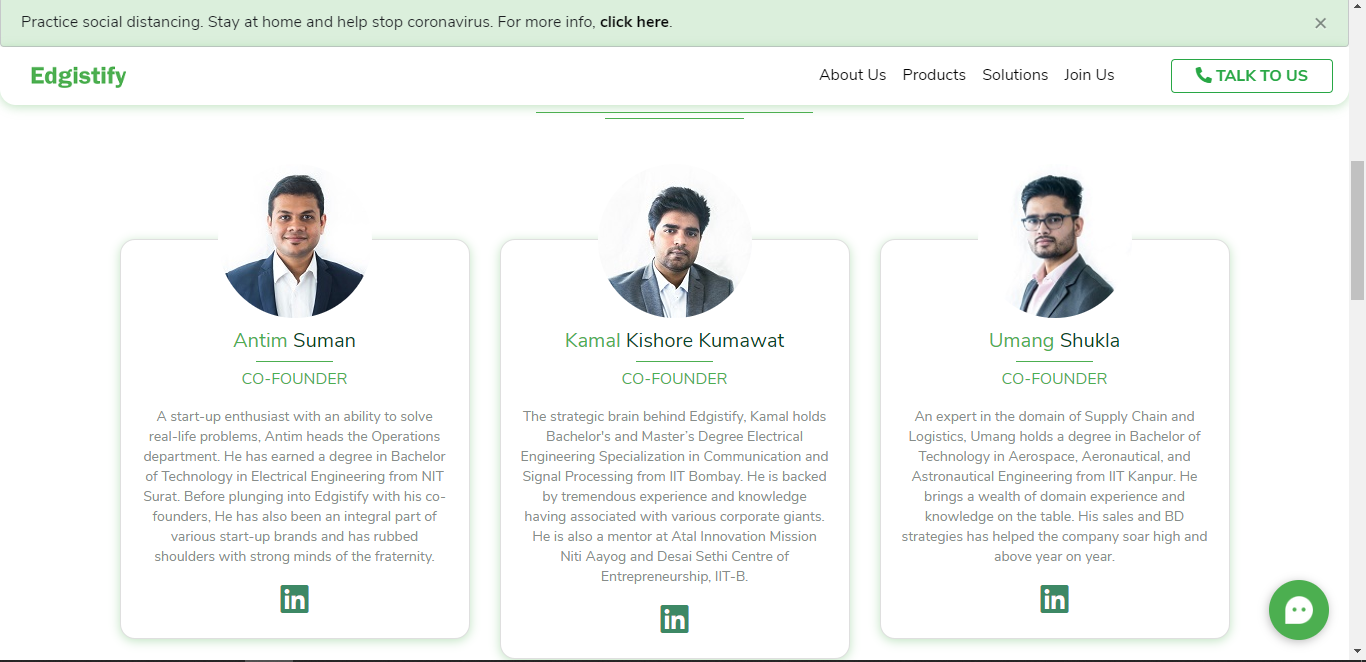 Practice social distancing. Stay at home and help stop coronavirus. For more info, click here.
×
Edgistify
About Us Products Solutions Join Us
TALK TO US
Antim Suman
CO-FOUNDER
A start-up enthusiast with an ability to solve
real-life problems, Antim heads the Operations
department. He has earned a degree in Bachelor
of Technology in Electrical Engineering from NIT
Surat. Before plunging into Edgistify with his co-
founders, He has also been an integral part of
various start-up brands and has rubbed
shoulders with strong minds of the fraternity.
in
Kamal Kishore Kumawat
CO-FOUNDER
The strategic brain behind Edgistify, Kamal holds
Bachelor's and Master’s Degree Electrical
Engineering Specialization in Communication and
Signal Processing from IIT Bombay. He is backed
by tremendous experience and knowledge
having associated with various corporate giants.
He is also a mentor at Atal Innovation Mission
Niti Aayog and Desai Sethi Centre of
Entrepreneurship, IIT-B.
in
Umang Shukla
CO-FOUNDER
An expert in the domain of Supply Chain and
Logistics, Umang holds a degree in Bachelor of
Technology in Aerospace, Aeronautical, and
Astronautical Engineering from IIT Kanpur. He
brings a wealth of domain experience and
knowledge on the table. His sales and BD
strategies has helped the company soar high and
above year on year.
in